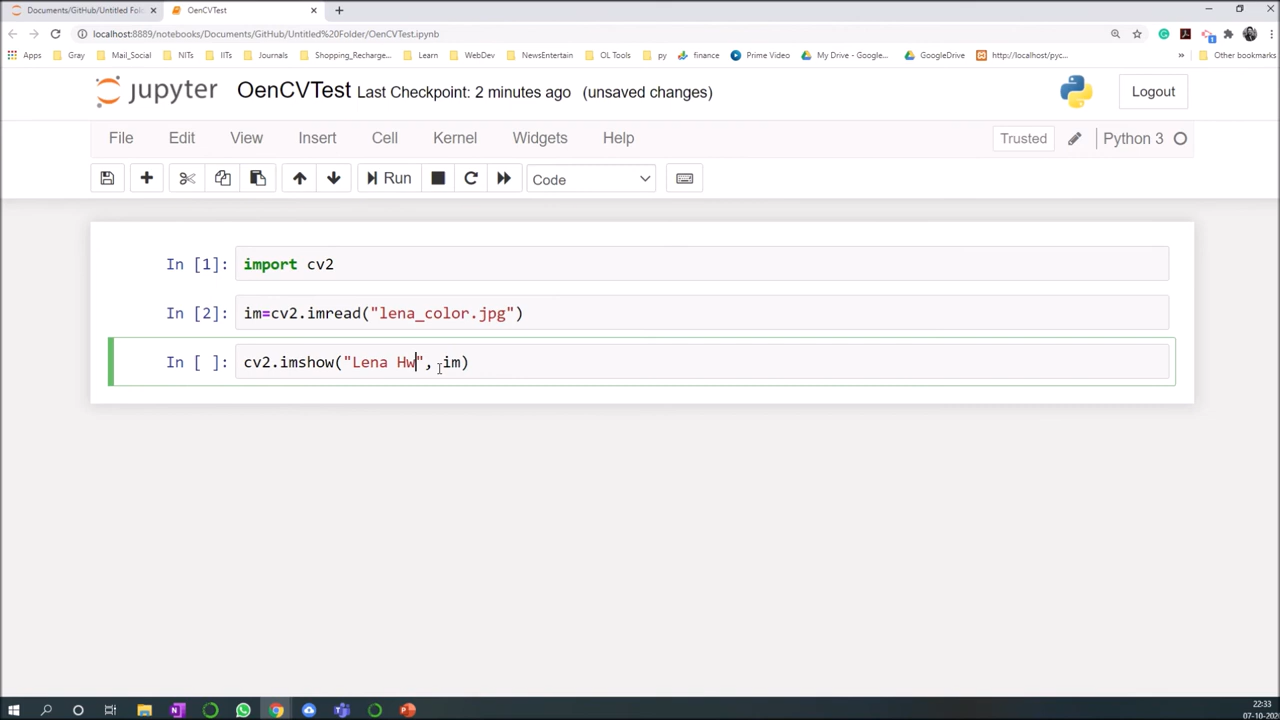 Documents/GitHub/Untitled Fol
OenCVTest
localhost:8889/notebooks/Documents/GitHub/Untitled%20Folder/OenCVTest.ipynb
Apps Gray Mail_Social NITs IITs Journals Shopping_Recharge... Learn WebDev NewsEntertain OL Tools py finance Prime Video My Drive - Google... GoogleDrive http://localhost/pyc... » Other bookmarks
jupyter OenCVTest Last Checkpoint: 2 minutes ago (unsaved changes) Logout
File Edit View Insert Cell Kernel Widgets Help Trusted Python 3
Run Code
In [1]: import cv2
In [2]: im=cv2.imread("lena_color.jpg")
In [ ]: cv2.imshow("Lena Hw", im)
22:33